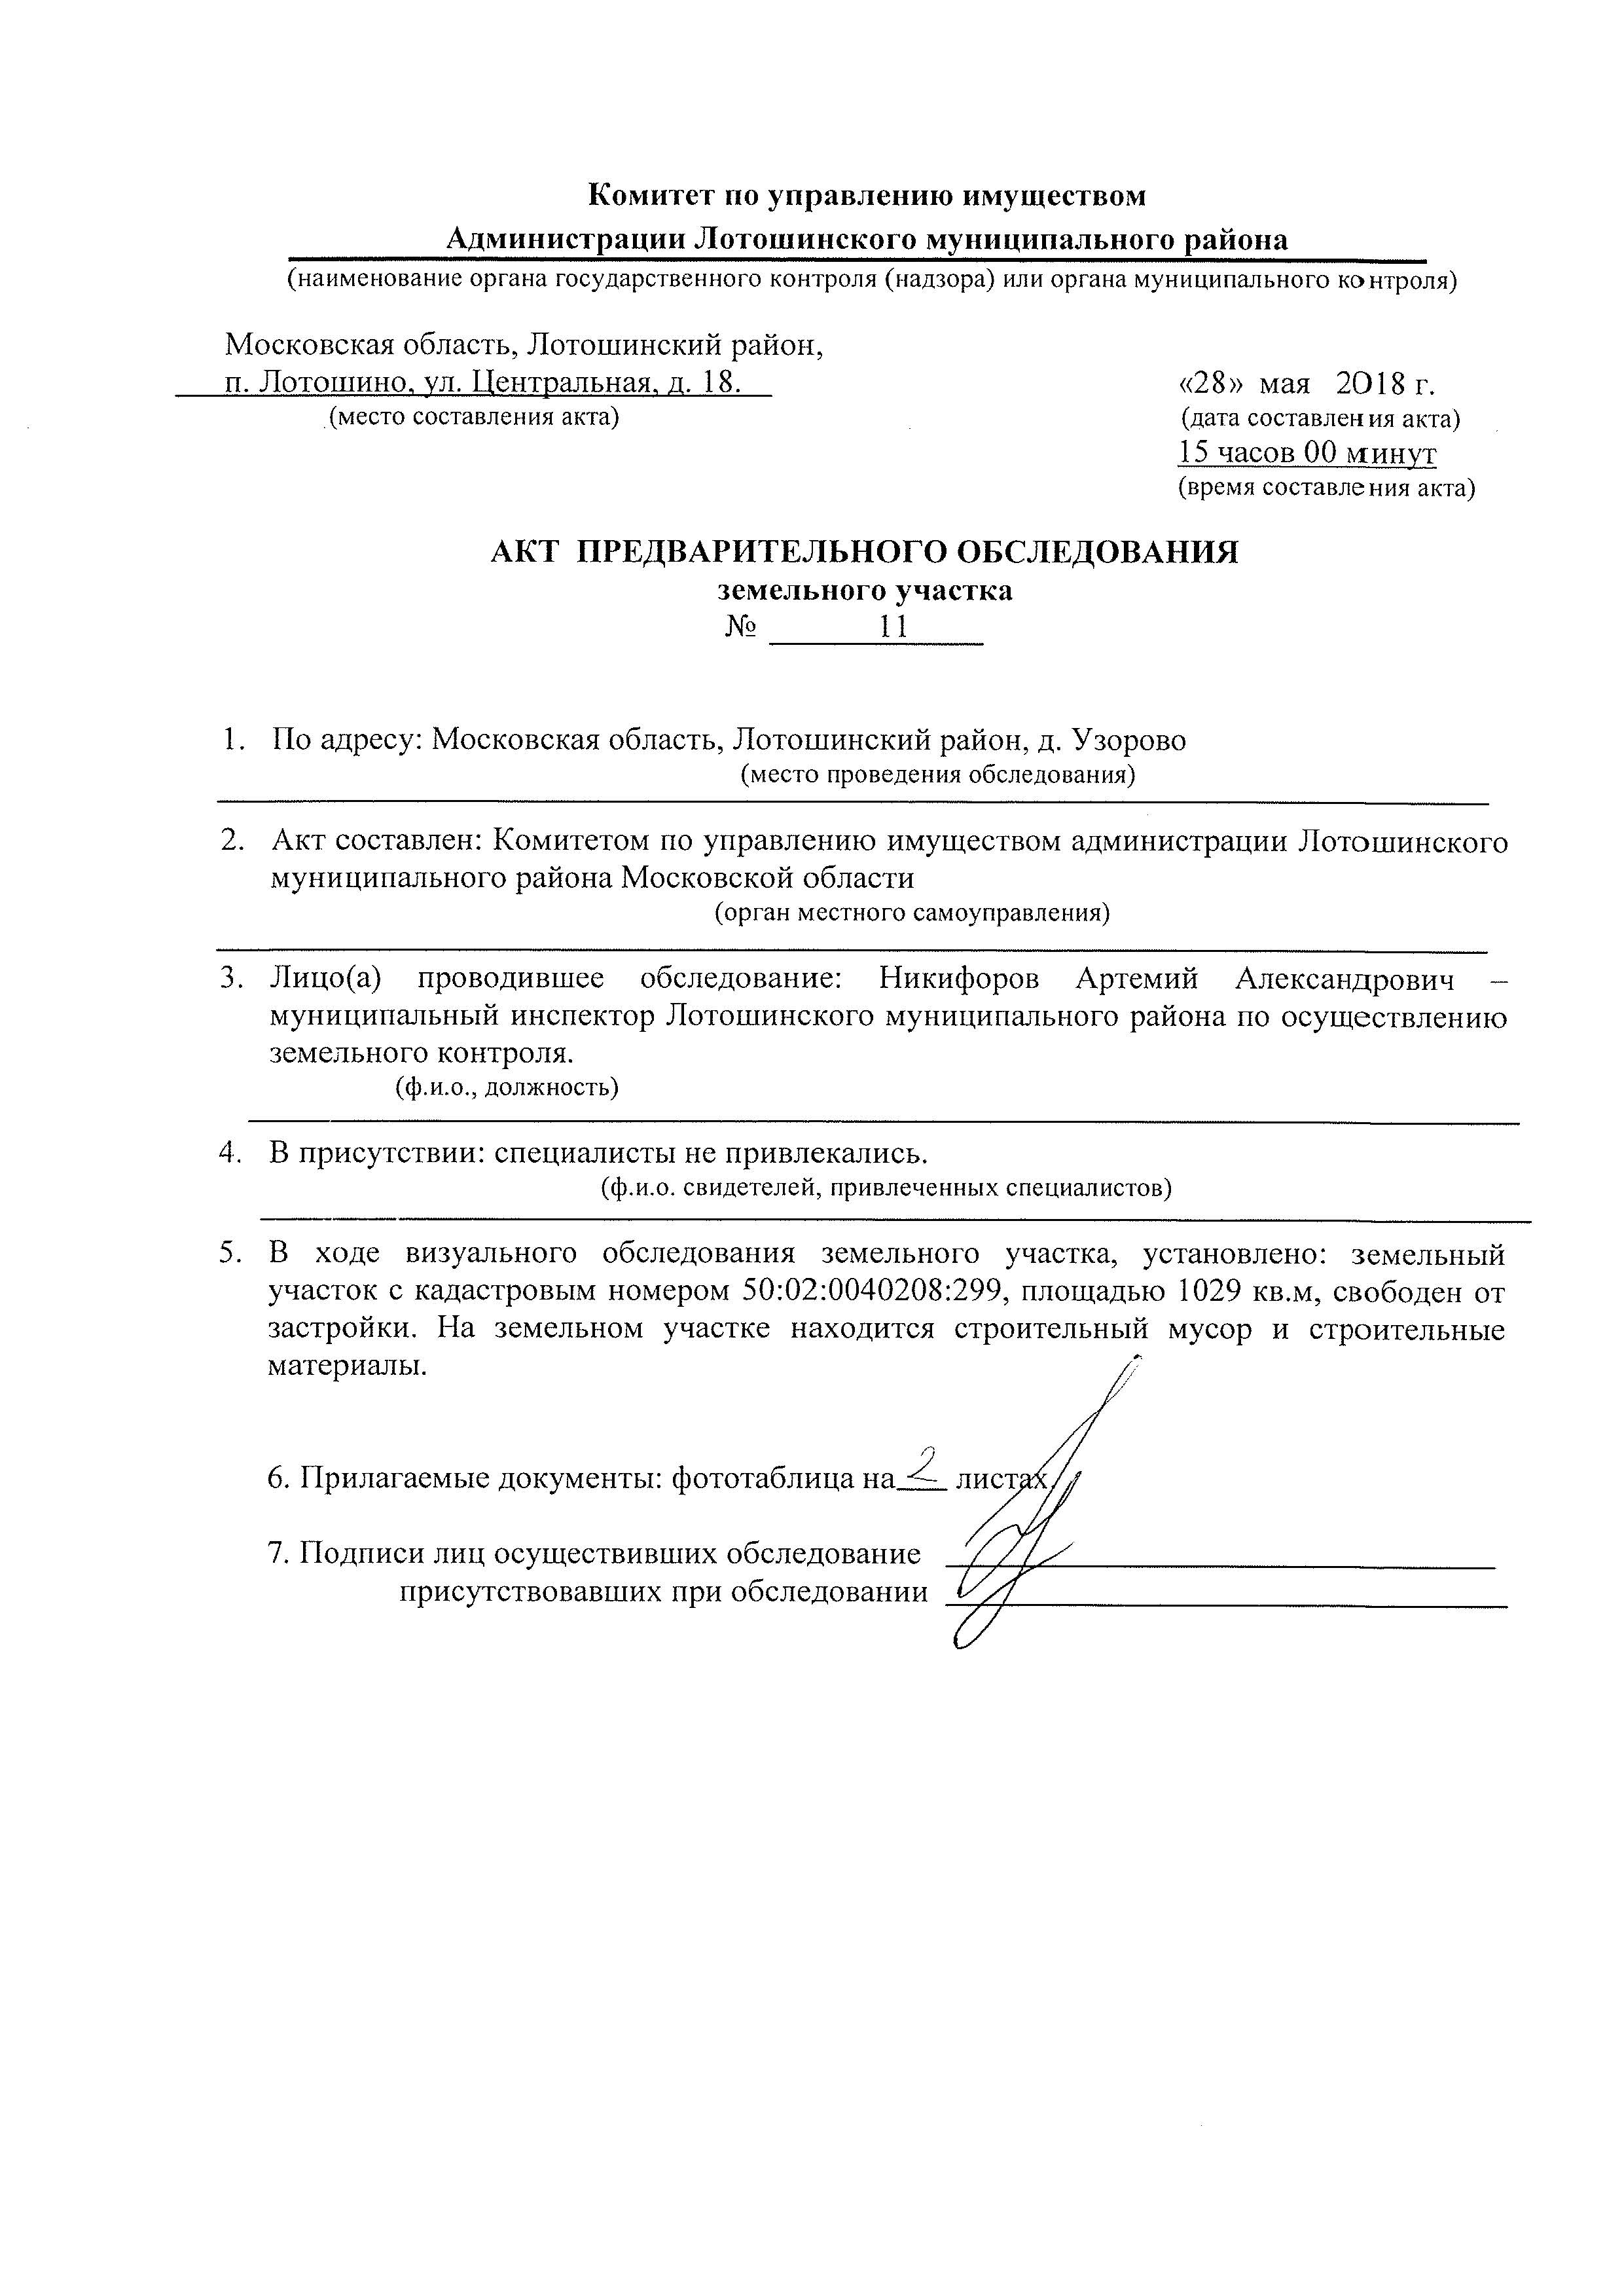 Комитет по управлению имуществом
Администрации Лотошинского муниципального района
(наименование органа государственного контроля (надзора) или органа муниципального контроля)
Московская область, Лотошинский район,
п. Лотошино, ул. Центральная, д. 18.
(место составления акта)
«28» мая 2018 г.
(дата составления акта)
15 часов 00 минут
(время составления акта)
АКТ ПРЕДВАРИТЕЛЬНОГО ОБСЛЕДОВАНИЯ
земельного участка
№ 11
1. По адресу: Московская область, Лотошинский район, д. Узорово
(место проведения обследования)
2. Акт составлен: Комитетом по управлению имуществом администрации Лотошинского
муниципального района Московской области
(орган местного самоуправления)
3. Лицо(а) проводившее обследование: Никифоров Артемий Александрович –
муниципальный инспектор Лотошинского муниципального района по осуществлению
земельного контроля.
(ф.и.о., должность)
4. В присутствии: специалисты не привлекались.
(ф.и.о. свидетелей, привлеченных специалистов)
5. В ходе визуального обследования земельного участка, установлено: земельный
участок с кадастровым номером 50:02:0040208:299, площадью 1029 кв.м, свободен от
застройки. На земельном участке находится строительный мусор и строительные
материалы.
6. Прилагаемые документы: фототаблица на 2 листах.
7. Подписи лиц осуществивших обследование
присутствовавших при обследовании